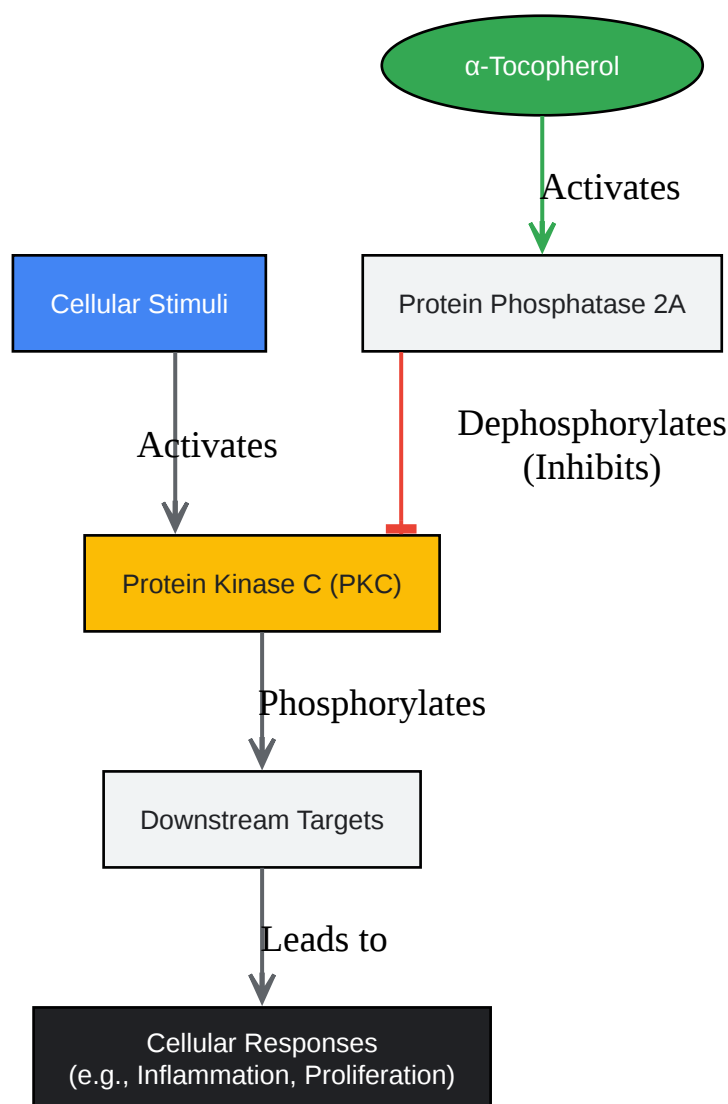 α-Tocopherol
Activates
Cellular Stimuli
Protein Phosphatase 2A
Activates
Dephosphorylates
(Inhibits)
Protein Kinase C (PKC)
Phosphorylates
Downstream Targets
Leads to
Cellular Responses
(e.g., Inflammation, Proliferation)